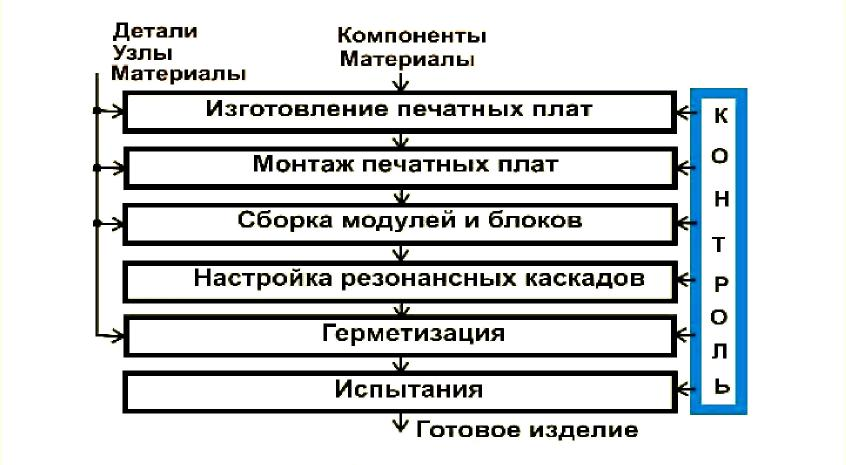 Детали
Узлы
Материалы
Компоненты
Материалы
Изготовление печатных плат
Монтаж печатных плат
Сборка модулей и блоков
Настройка резонансных каскадов
Герметизация
Испытания
Готовое изделие
КОНТРОЛЬ